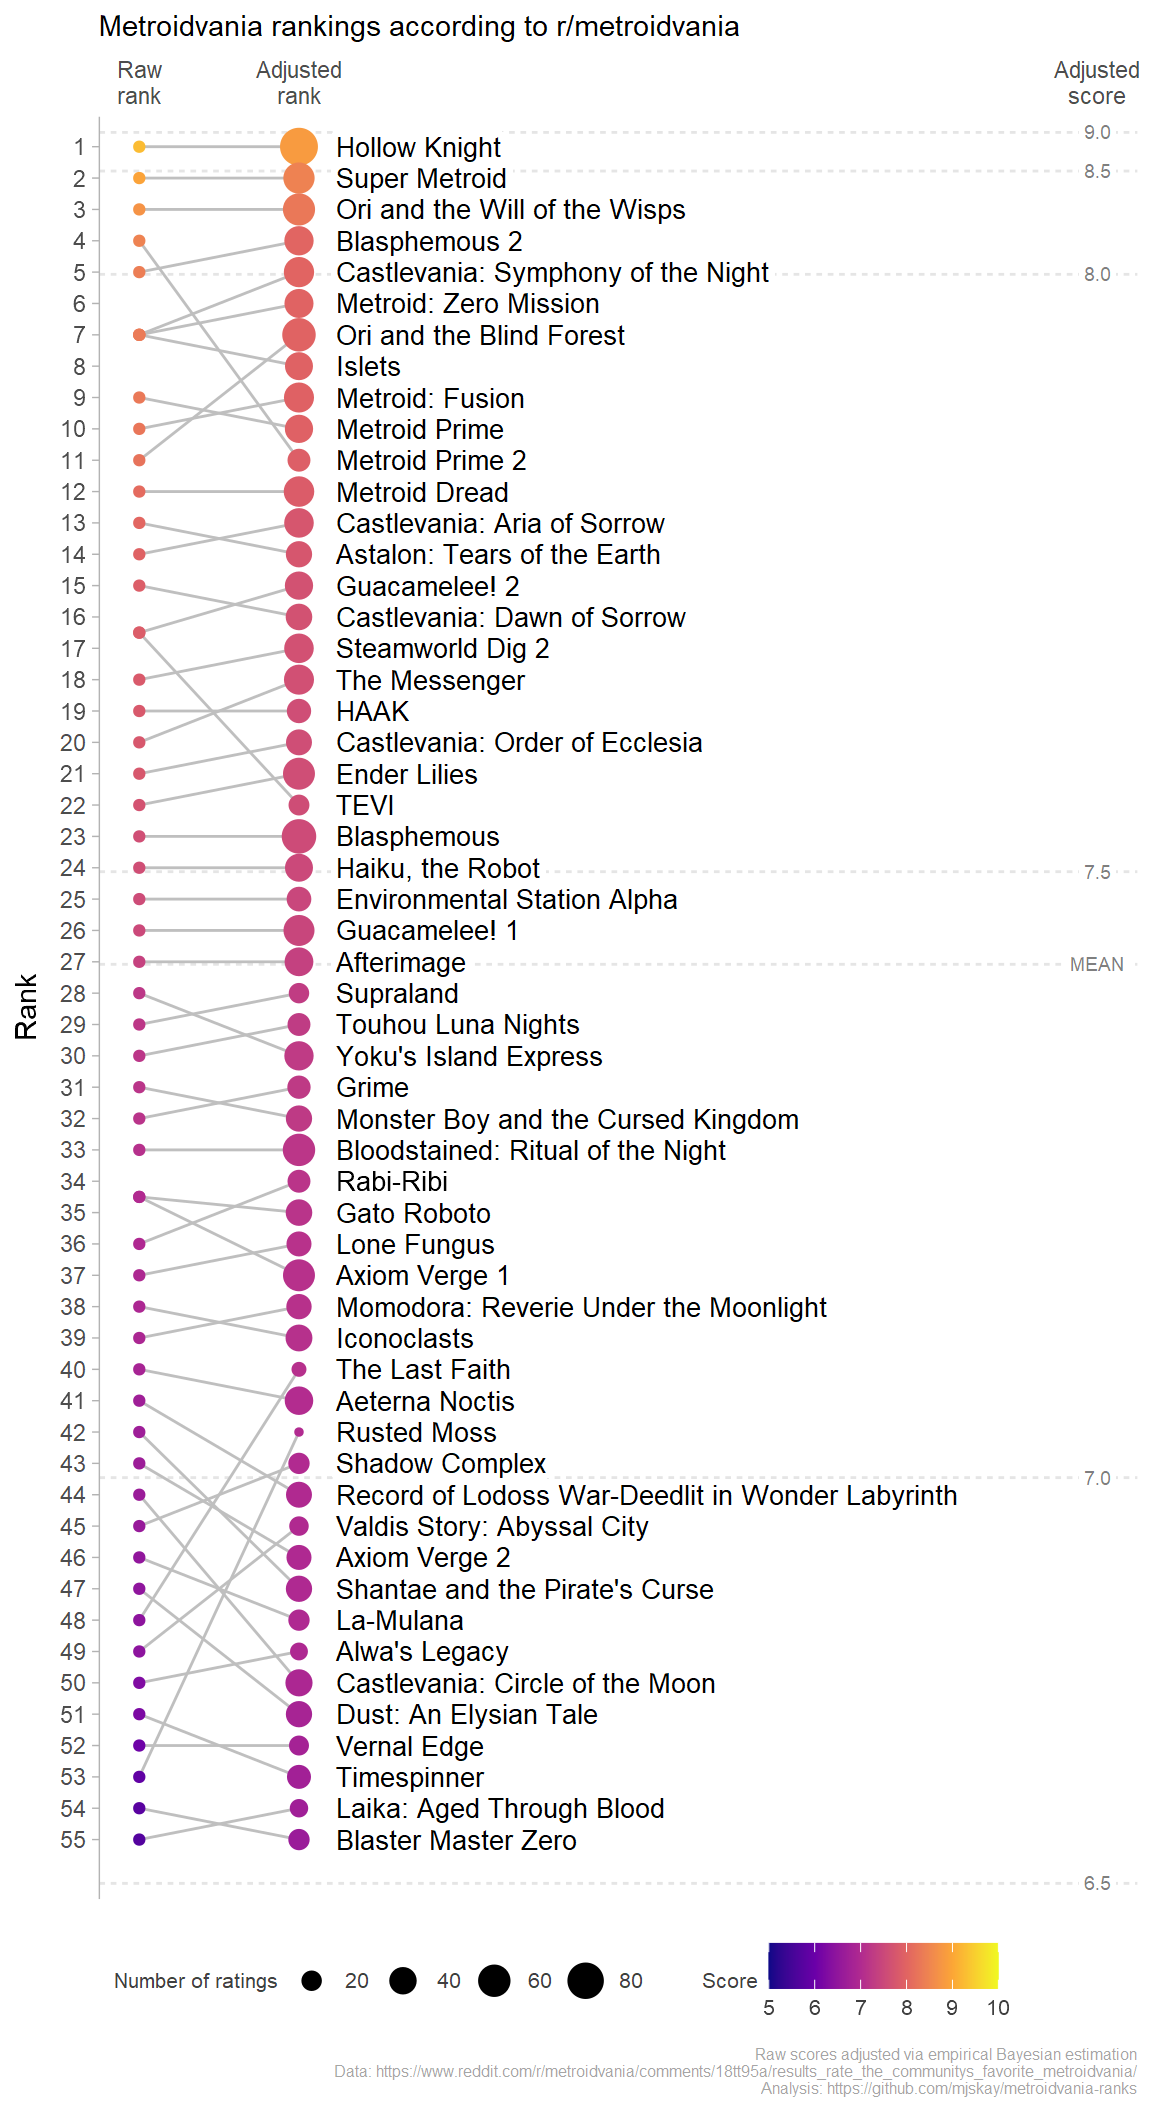 Metroidvania rankings according to r/metroidvania
Raw
rank
Adjusted
rank
Adjusted
score
9.0
1 Hollow Knight
8.5
2 Super Metroid
3 Ori and the Will of the Wisps
4 Blasphemous 2
5 Castlevania: Symphony of the Night 8.0
6 Metroid: Zero Mission
7 Ori and the Blind Forest
8 Islets
9 Metroid: Fusion
10 Metroid Prime
11 Metroid Prime 2
12 Metroid Dread
13 Castlevania: Aria of Sorrow
14 Astalon: Tears of the Earth
15 Guacamelee! 2
16 Castlevania: Dawn of Sorrow
17 Steamworld Dig 2
18 The Messenger
19 HAAK
20 Castlevania: Order of Ecclesia
21 Ender Lilies
22 TEVI
23 Blasphemous
24 Haiku, the Robot 7.5
25 Environmental Station Alpha
26 Guacamelee! 1
27 Afterimage MEAN
28 Supraland
29 Touhou Luna Nights
30 Yoku's Island Express
31 Grime
32 Monster Boy and the Cursed Kingdom
33 Bloodstained: Ritual of the Night
34 Rabi-Ribi
35 Gato Roboto
36 Lone Fungus
37 Axiom Verge 1
38 Momodora: Reverie Under the Moonlight
39 Iconoclasts
40 The Last Faith
41 Aeterna Noctis
42 Rusted Moss
43 Shadow Complex
7.0
44 Record of Lodoss War-Deedlit in Wonder Labyrinth
45 Valdis Story: Abyssal City
46 Axiom Verge 2
47 Shantae and the Pirate's Curse
48 La-Mulana
49 Alwa's Legacy
50 Castlevania: Circle of the Moon
51 Dust: An Elysian Tale
52 Vernal Edge
53 Timespinner
54 Laika: Aged Through Blood
55 Blaster Master Zero
6.5
Rank
Number of ratings 20 40 60 80
Score
5 6 7 8 9 10
Raw scores adjusted via empirical Bayesian estimation
Data: https://www.reddit.com/r/metroidvania/comments/18tt95a/results_rate_the_communitys_favorite_metroidvania/
Analysis: https://github.com/mjskay/metroidvania-ranks